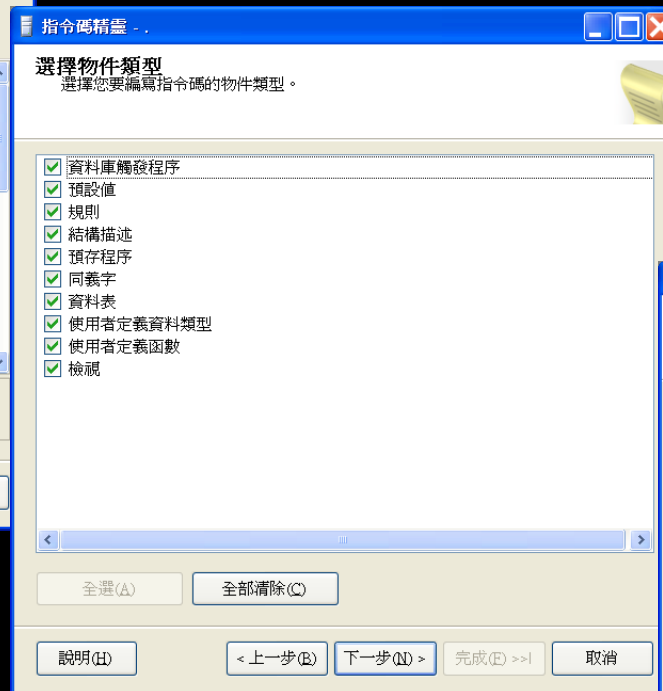 指令碼精靈 - .
選擇物件類型
選擇您要編寫指令碼的物件類型。
資料庫觸發程序
預設值
規則
結構描述
預存程序
同義字
資料表
使用者定義資料類型
使用者定義函數
檢視
全選(A)
全部清除(C)
說明(H)
< 上一步(B)
下一步(N) >
完成(F) >>|
取消